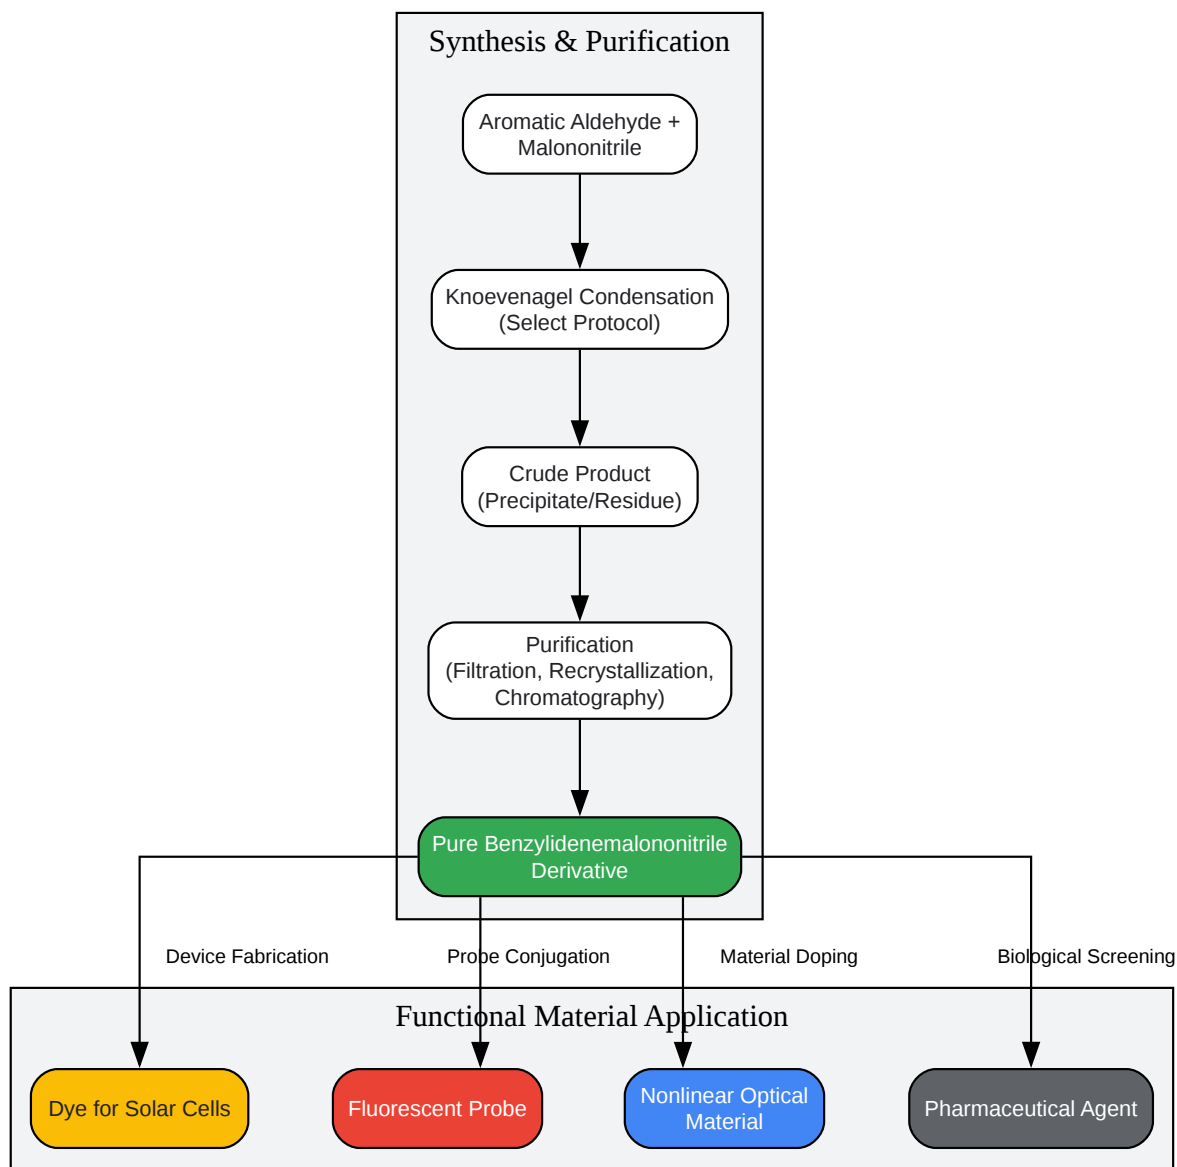 Synthesis & Purification
Aromatic Aldehyde +
Malononitrile
Knoevenagel Condensation
(Select Protocol)
Crude Product
(Precipitate/Residue)
Purification
(Filtration, Recrystallization,
Chromatography)
Pure Benzylidenemalononitrile
Derivative
Device Fabrication
Probe Conjugation
Material Doping
Biological Screening
Functional Material Application
Dye for Solar Cells
Fluorescent Probe
Nonlinear Optical
Material
Pharmaceutical Agent